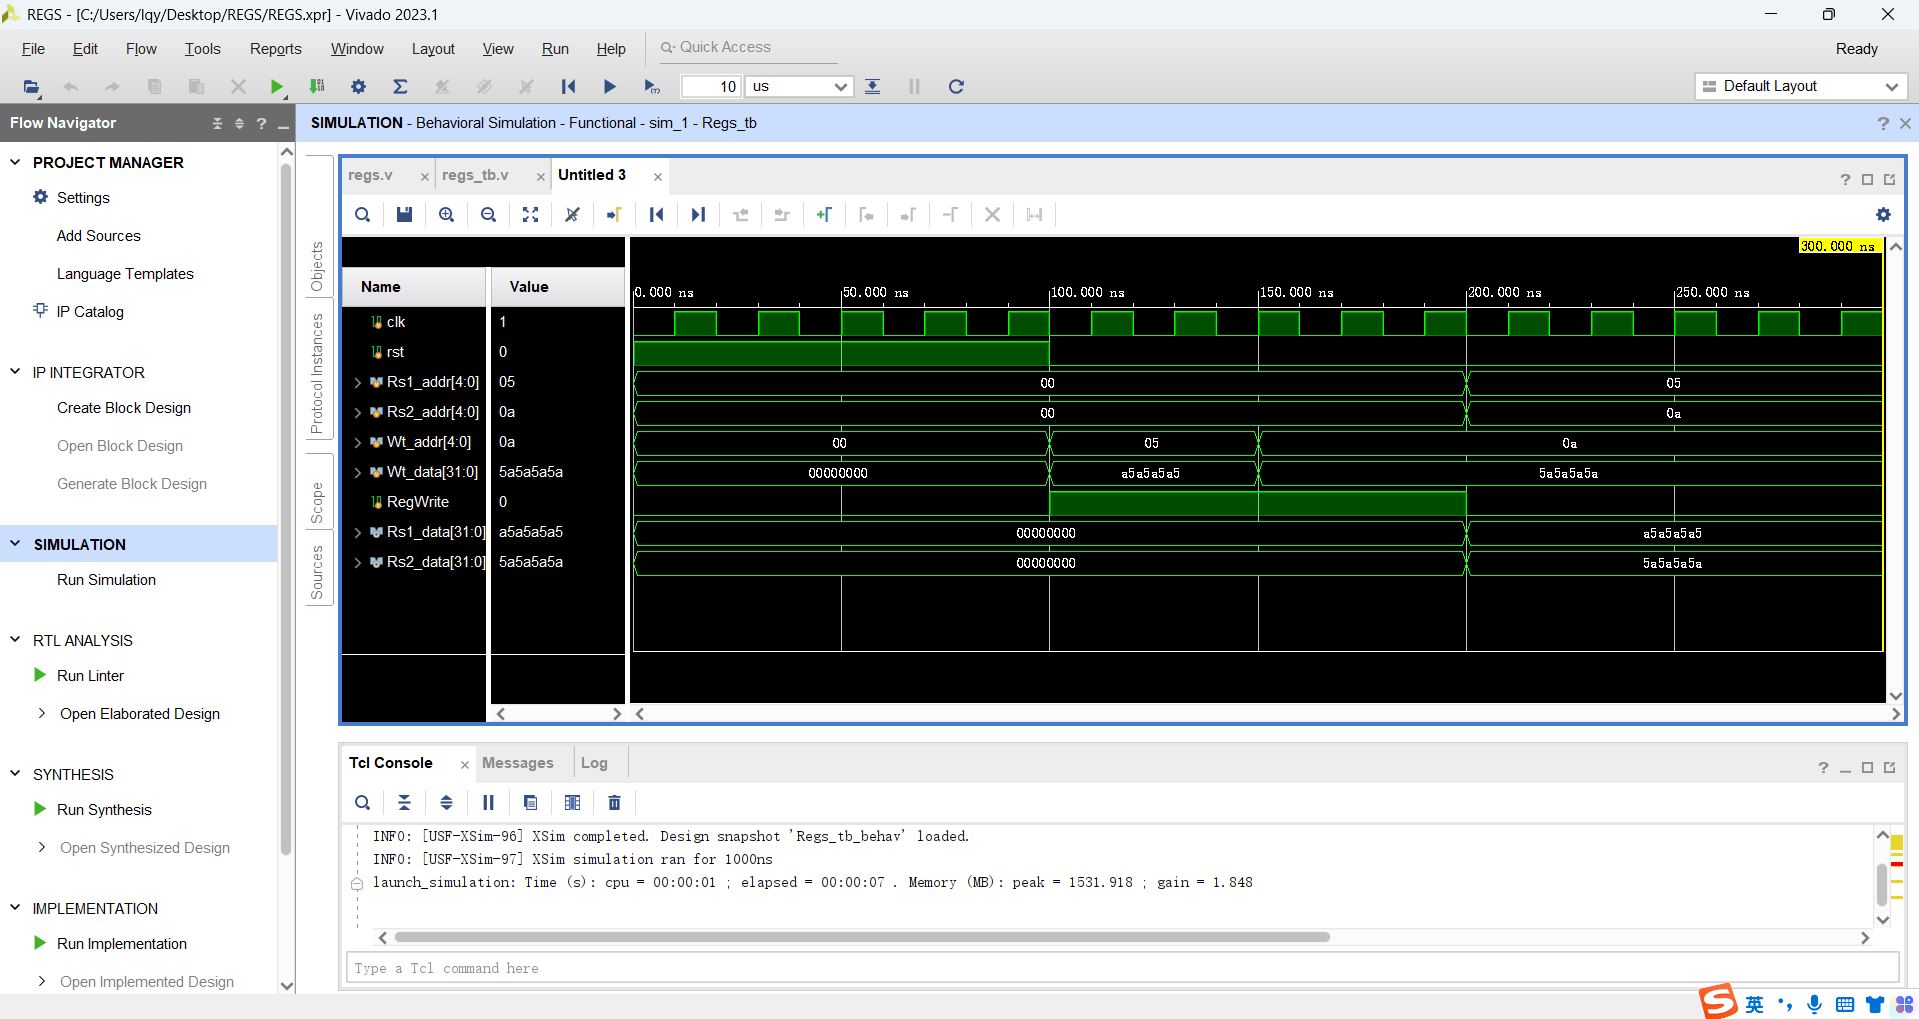 REGS - [C:/Users/lqy/Desktop/REGS/REGS.xpr] - Vivado 2023.1
File Edit Flow Tools Reports Window Layout View Run Help Quick Access Ready
10 us Default Layout
Flow Navigator
SIMULATION - Behavioral Simulation - Functional - sim_1 - Regs_tb
PROJECT MANAGER
Settings
Add Sources
Language Templates
IP Catalog
IP INTEGRATOR
Create Block Design
Open Block Design
Generate Block Design
SIMULATION
Run Simulation
RTL ANALYSIS
Run Linter
Open Elaborated Design
SYNTHESIS
Run Synthesis
Open Synthesized Design
IMPLEMENTATION
Run Implementation
Open Implemented Design
Objects
Protocol Instances
Scope
Sources
regs.v regs_tb.v Untitled 3
300.000 ns
Name Value
0.000 ns 50.000 ns 100.000 ns 150.000 ns 200.000 ns 250.000 ns
clk 1
rst 0
Rs1_addr[4:0] 05 00 05
Rs2_addr[4:0] 0a 00 0a
Wt_addr[4:0] 0a 00 05 0a
Wt_data[31:0] 5a5a5a5a 00000000 a5a5a5a5 5a5a5a5a
RegWrite 0
Rs1_data[31:0] a5a5a5a5 00000000 a5a5a5a5
Rs2_data[31:0] 5a5a5a5a 00000000 5a5a5a5a
Tcl Console Messages Log
INFO: [USF-XSim-96] XSim completed. Design snapshot 'Regs_tb_behav' loaded.
INFO: [USF-XSim-97] XSim simulation ran for 1000ns
launch_simulation: Time (s): cpu = 00:00:01 ; elapsed = 00:00:07 . Memory (MB): peak = 1531.918 ; gain = 1.848
Type a Tcl command here
英